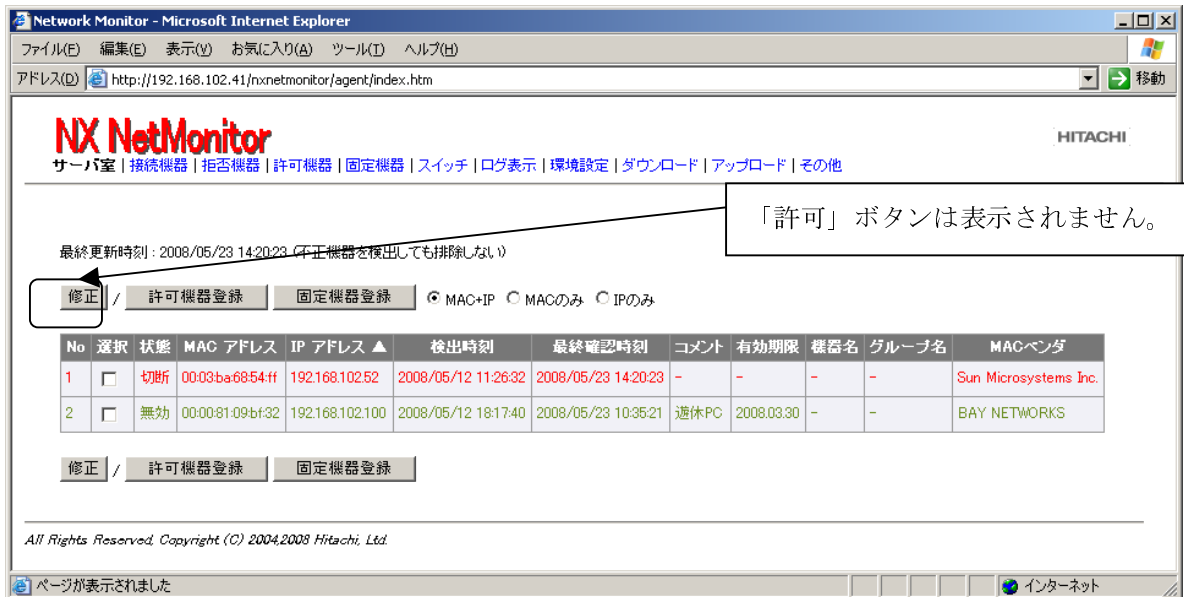 Network Monitor - Microsoft Internet Explorer
ファイル(F) 編集(E) 表示(V) お気に入り(A) ツール(T) ヘルプ(H)
アドレス(D) http://192.168.102.41/nxnetmonitor/agent/index.htm 移動
NX NetMonitor
HITACHI
サーバ室 | 接続機器 | 拒否機器 | 許可機器 | 固定機器 | スイッチ | ログ表示 | 環境設定 | ダウンロード | アップロード | その他
「許可」ボタンは表示されません。
最終更新時刻 : 2008/05/23 14:20:23 (不正機器を検出しても排除しない)
修正 / 許可機器登録 固定機器登録 MAC+IP MACのみ IPのみ
No 選択 状態 MAC アドレス IP アドレス ▲ 検出時刻 最終確認時刻 コメント 有効期限 機器名 グループ名 MACベンダ
1 切断 00:03:ba:68:54:ff 192.168.102.52 2008/05/12 11:26:32 2008/05/23 14:20:23 - - - - Sun Microsystems Inc.
2 無効 00:00:81:09:bf:32 192.168.102.100 2008/05/12 18:17:40 2008/05/23 10:35:21 遊休PC 2008.03.30 - - BAY NETWORKS
修正 / 許可機器登録 固定機器登録
All Rights Reserved, Copyright (C) 2004,2008 Hitachi, Ltd.
ページが表示されました インターネット